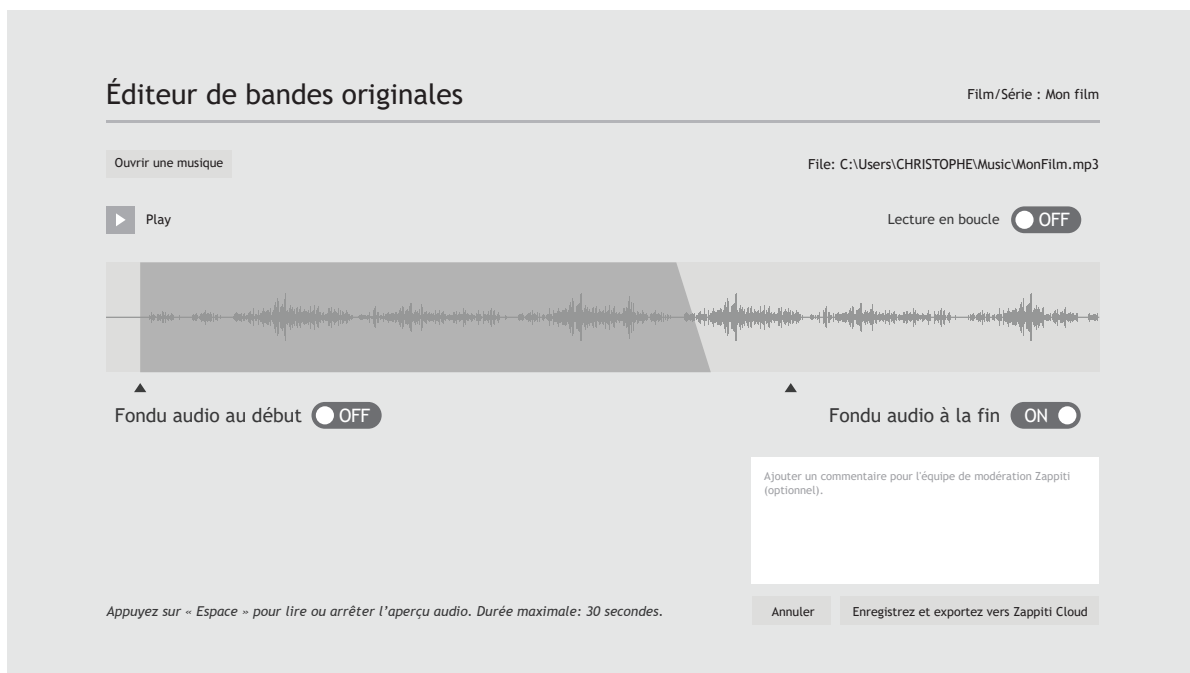 Éditeur de bandes originales
Film/Série : Mon film
Ouvrir une musique
File: C:\Users\CHRISTOPHE\Music\MonFilm.mp3
Play
Lecture en boucle OFF
Fondu audio au début OFF
Fondu audio à la fin ON
Ajouter un commentaire pour l'équipe de modération Zappiti
(optionnel).
Appuyez sur « Espace » pour lire ou arrêter l’aperçu audio. Durée maximale: 30 secondes.
Annuler
Enregistrez et exportez vers Zappiti Cloud